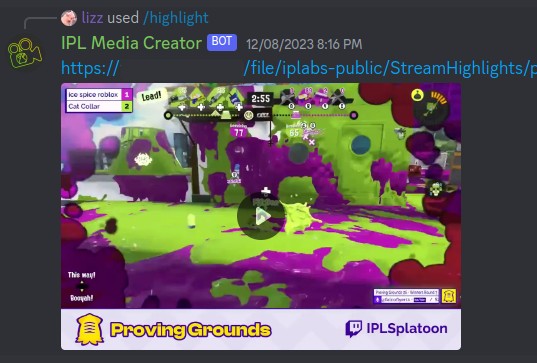 lizz used /highlight
IPL Media Creator BOT 12/08/2023 8:16 PM
https:// /file/iplabs-public/StreamHighlights/p
ice spice roblox 1
Cat Collar 2
Lead!
2:55
77
65
This way!
Booyah!
Proving Grounds
IPLSplatoon